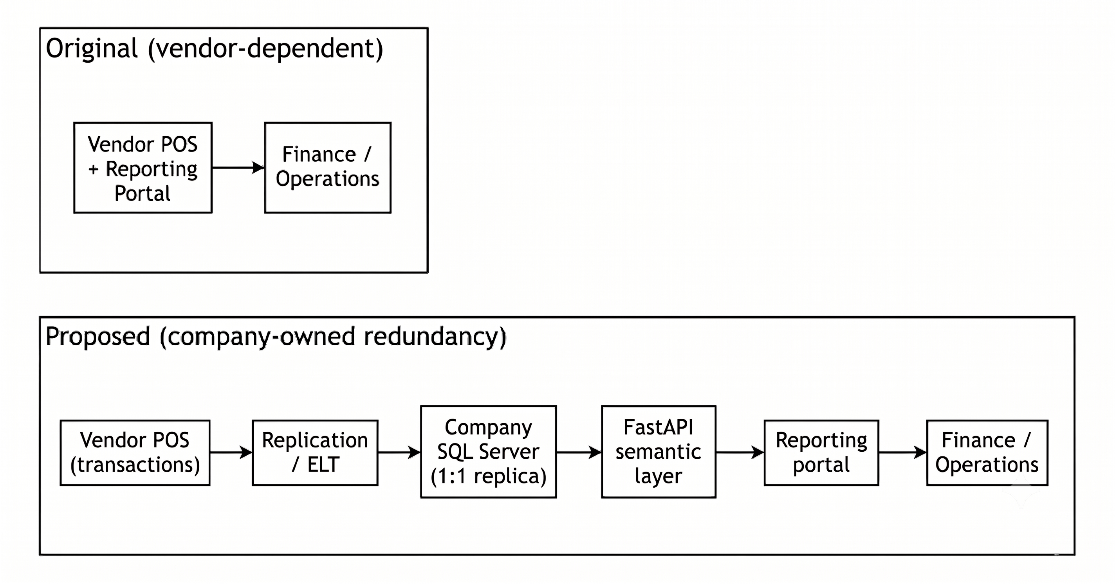 Original (vendor-dependent)
Vendor POS
+ Reporting
Portal
Finance /
Operations
Proposed (company-owned redundancy)
Vendor POS
(transactions)
Replication
/ ELT
Company
SQL Server
(1:1 replica)
FastAPI
semantic
layer
Reporting
portal
Finance /
Operations